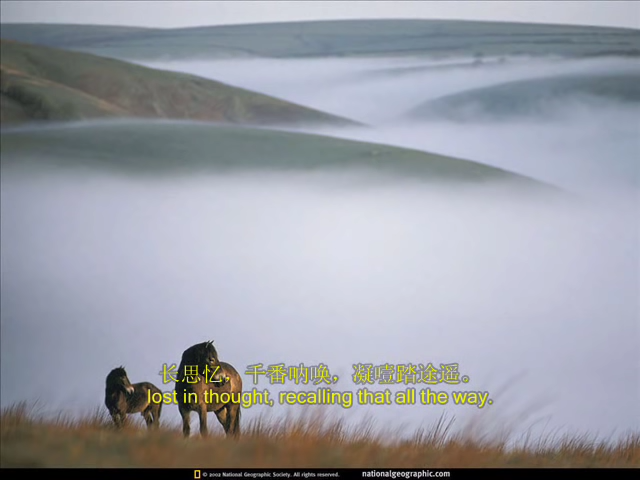 长思忆，千番呐唤，凝噎踏途遥。
lost in thought, recalling that all the way.
© 2002 National Geographic Society. All rights reserved. nationalgeographic.com